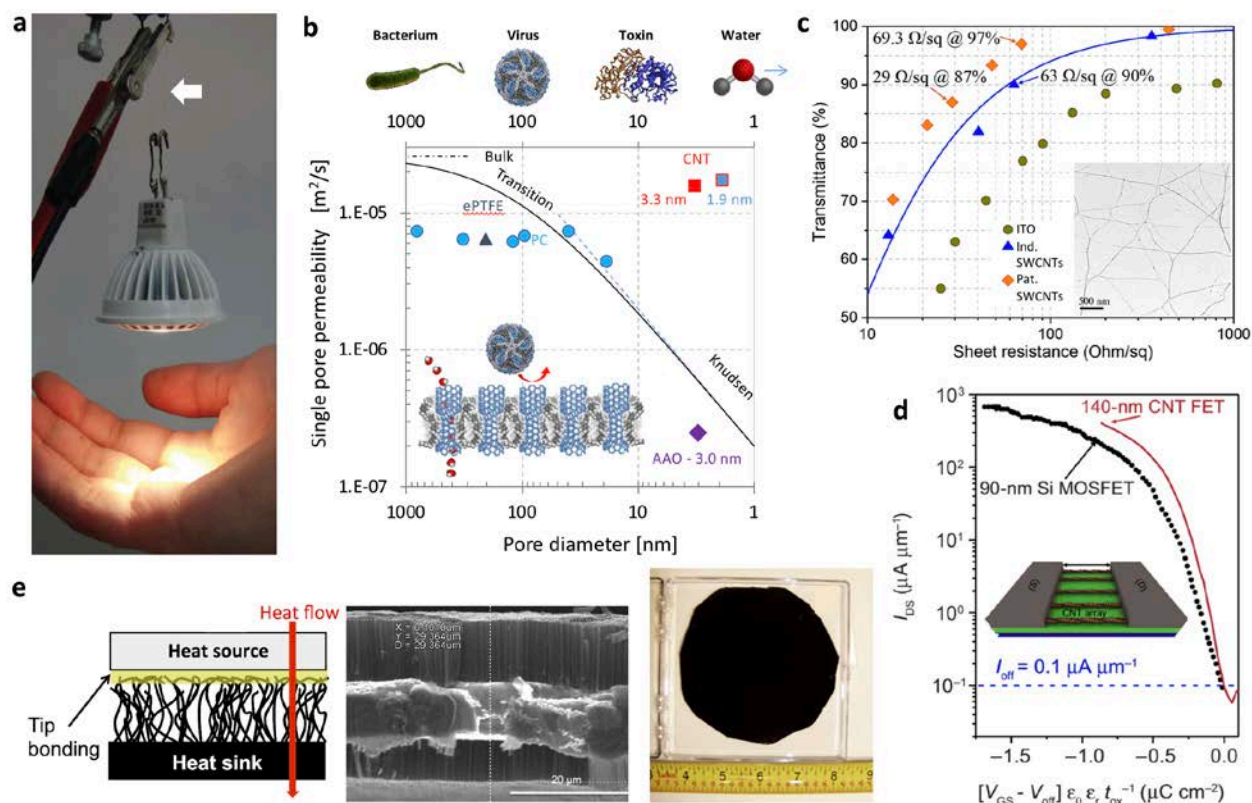 a
b
Bacterium Virus Toxin Water
1000 100 10 1
Single pore permeability [m²/s]
1.E-05
1.E-06
1.E-07
Bulk
Transition
ePTFE
PC
CNT
3.3 nm
1.9 nm
Knudsen
AAO - 3.0 nm
1000 100 10 1
Pore diameter [nm]
c
Transmittance (%)
100
90
80
70
60
50
69.3 Ω/sq @ 97%
29 Ω/sq @ 87%
63 Ω/sq @ 90%
ITO
Ind.
SWCNTs
Pat.
SWCNTs
500 nm
10 100 1000
Sheet resistance (Ohm/sq)
d
I_DS (µA µm⁻¹)
10³
10²
10¹
10⁰
10⁻¹
140-nm CNT FET
90-nm Si MOSFET
(S)
(D)
CNT array
I_off = 0.1 µA µm⁻¹
−1.5 −1.0 −0.5 0.0
[V_GS - V_off] ε₀ εᵣ t_ox⁻¹ (µC cm⁻²)
e
Heat flow
Heat source
Tip
bonding
Heat sink
Y = 29.364um
D = 29.364um
20 µm
3 4 5 6 7 8 9